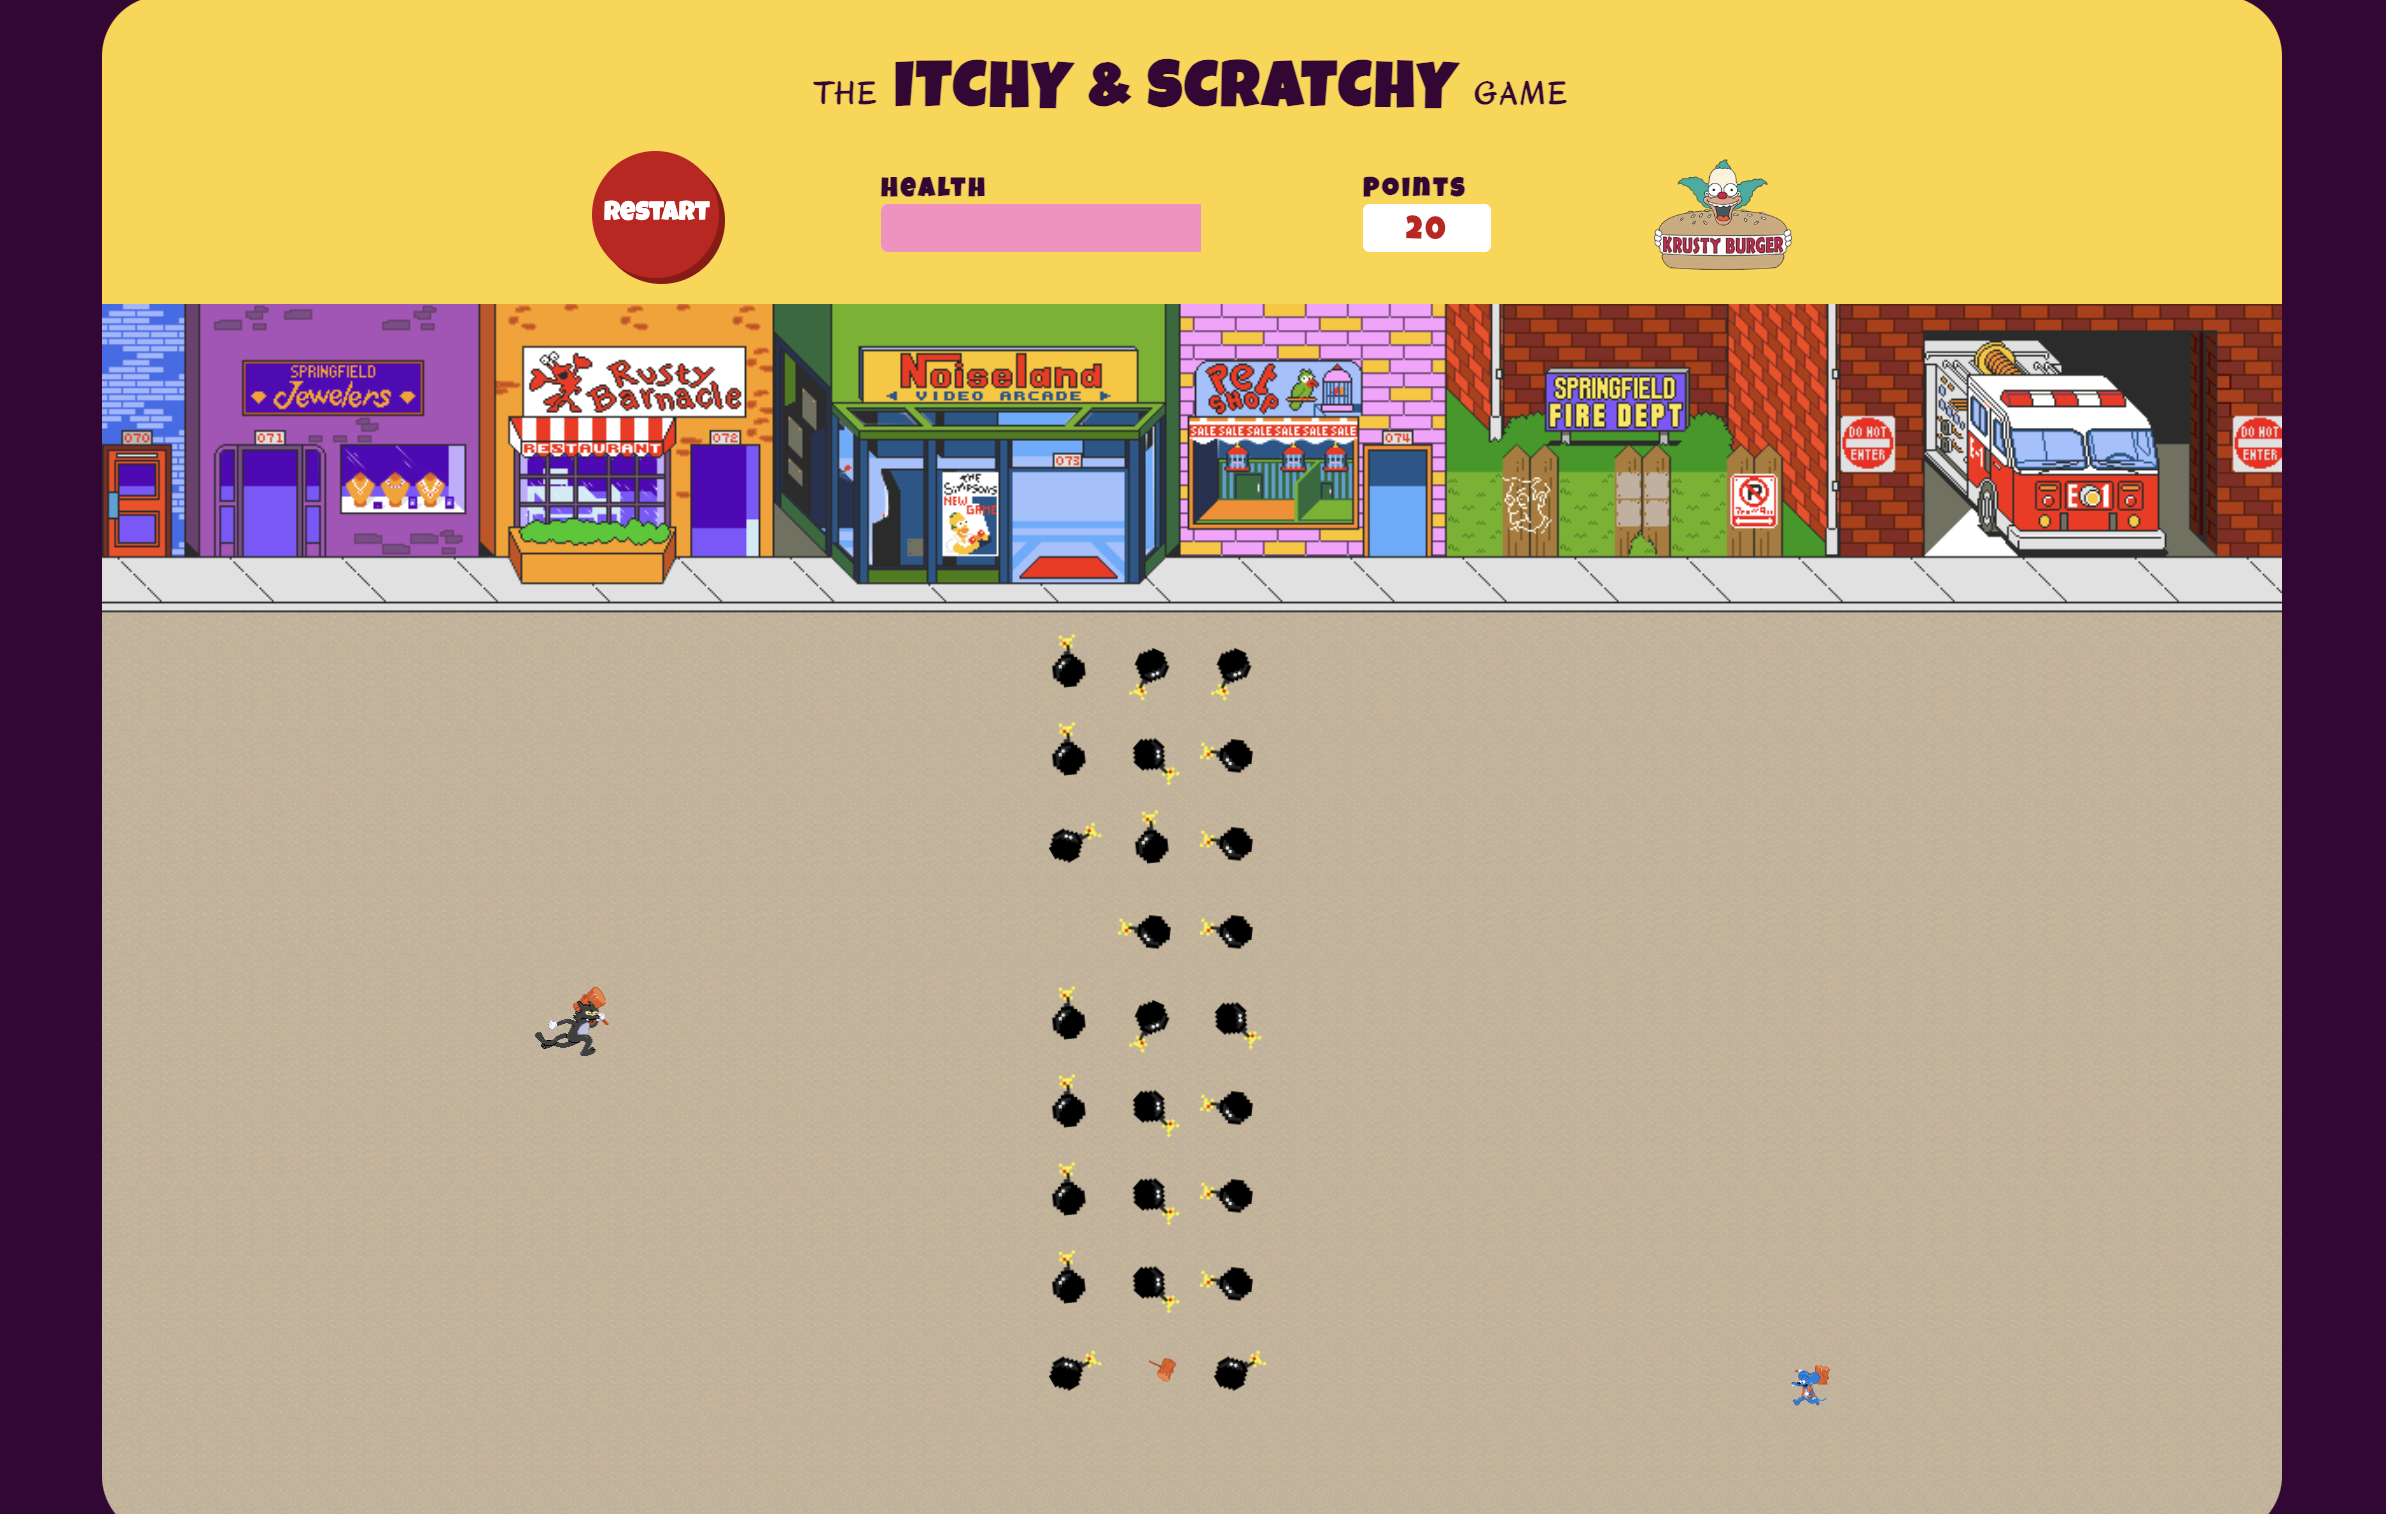 THE ITCHY & SCRATCHY GAME
ReSTART
HeALTH
POInTS
20
KRUSTY BURGER
SPRINGFIELD
Jewelers
Rusty
Barnacle
RESTAURANT
Noiseland
VIDEO ARCADE
THE
SIMPSONS
NEW
GAME
PET
SHOP
SALE SALE SALE SALE SALE SALE
SPRINGFIELD
FIRE DEPT
DO NOT
ENTER
E-1
E 1
DO NOT
ENTER
070
071
072
073
074
P